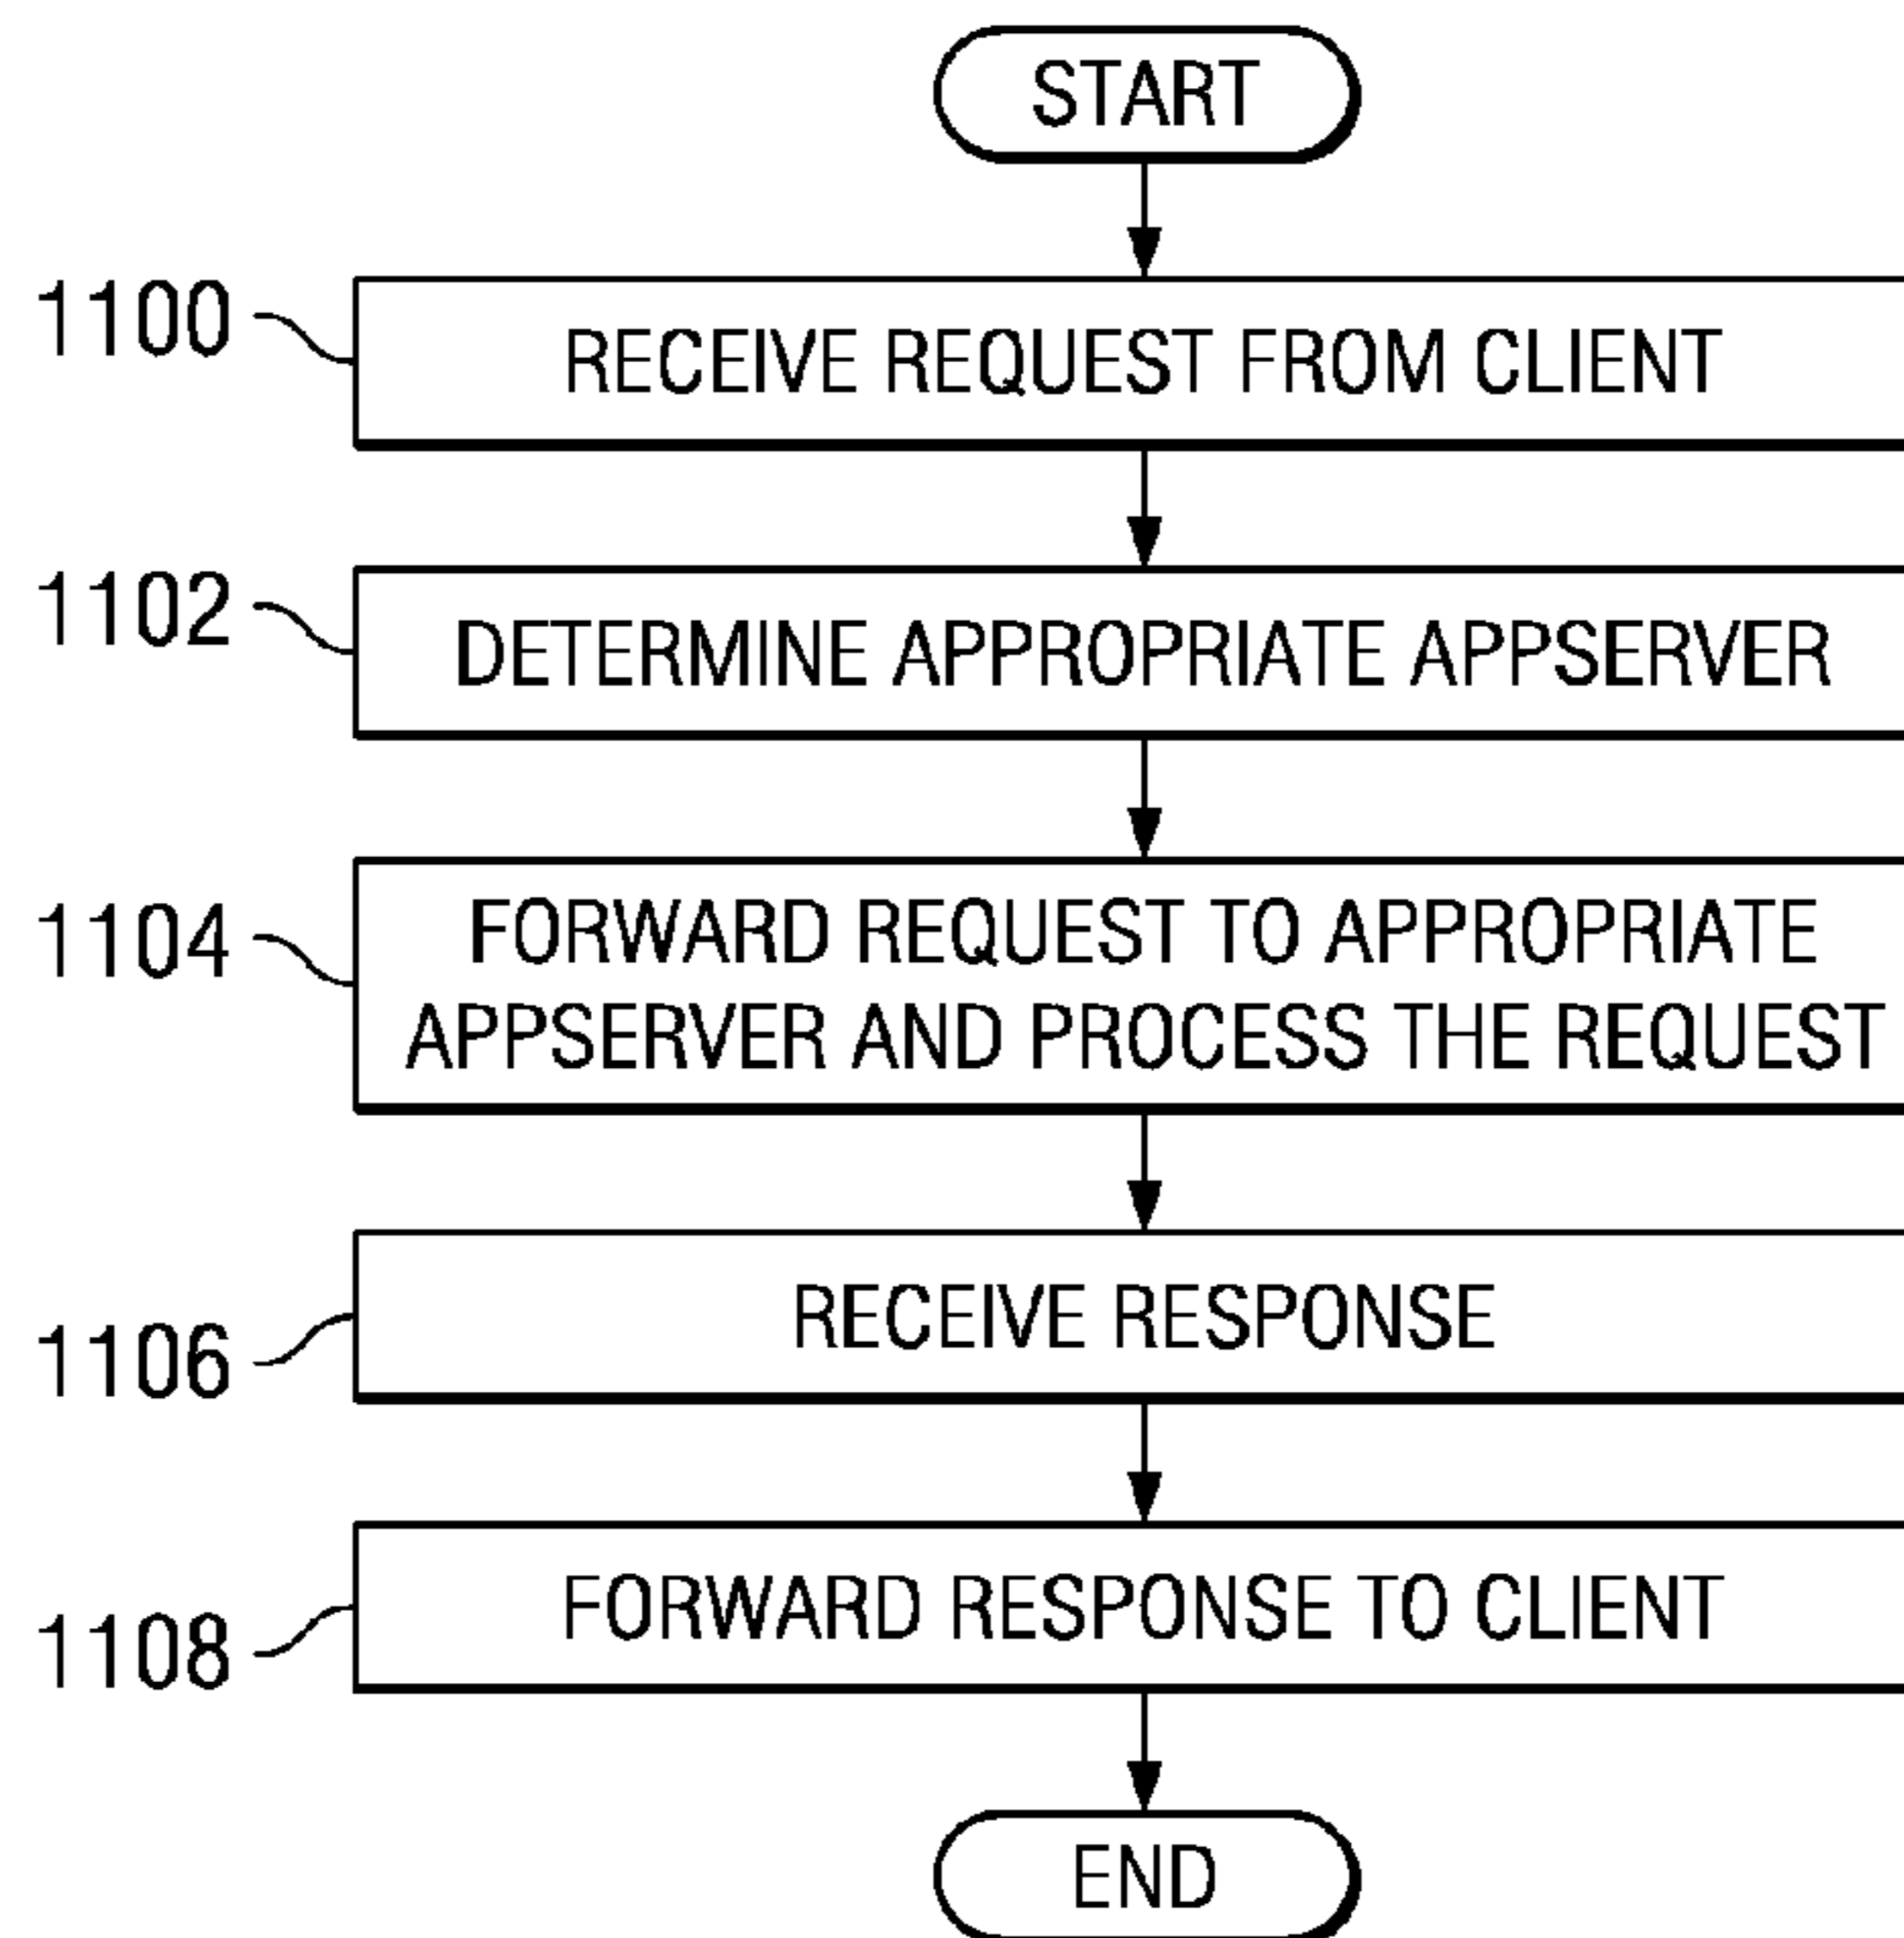 START
1100
RECEIVE REQUEST FROM CLIENT
1102
DETERMINE APPROPRIATE APPSERVER
1104
FORWARD REQUEST TO APPROPRIATE
APPSERVER AND PROCESS THE REQUEST
1106
RECEIVE RESPONSE
1108
FORWARD RESPONSE TO CLIENT
END